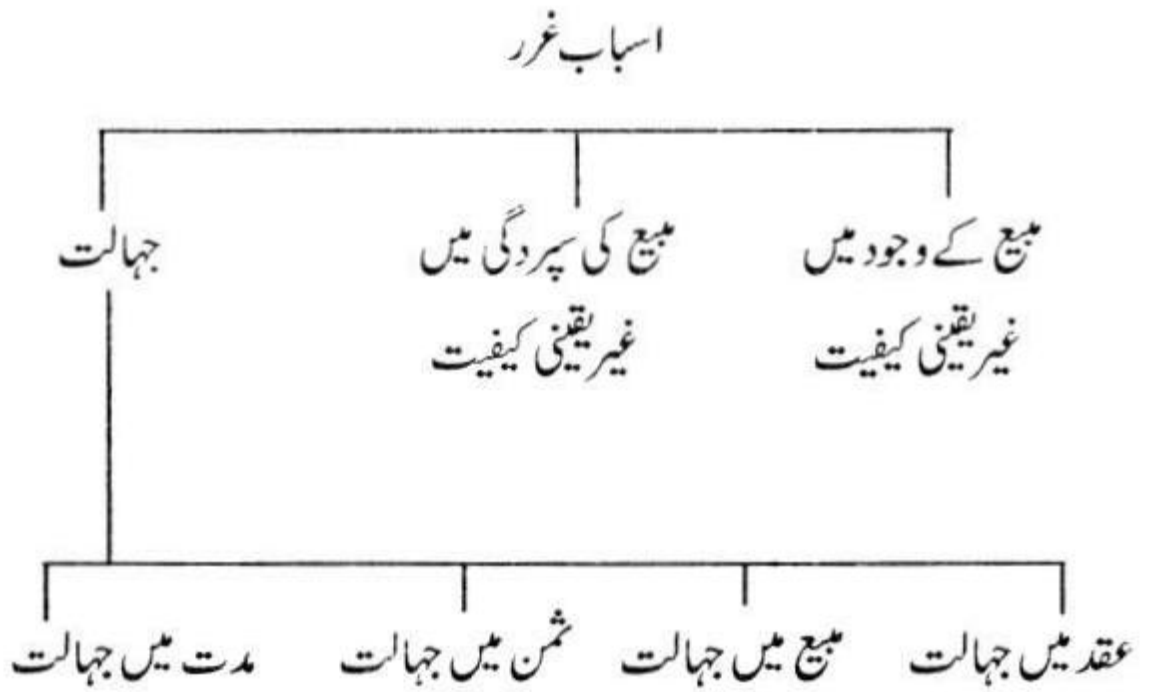 اسباب غرر
مبیع کے وجود میں
غیر یقینی کیفیت
مبیع کی سپردگی میں
غیر یقینی کیفیت
جہالت
عقد میں جہالت
مبیع میں جہالت
ثمن میں جہالت
مدت میں جہالت